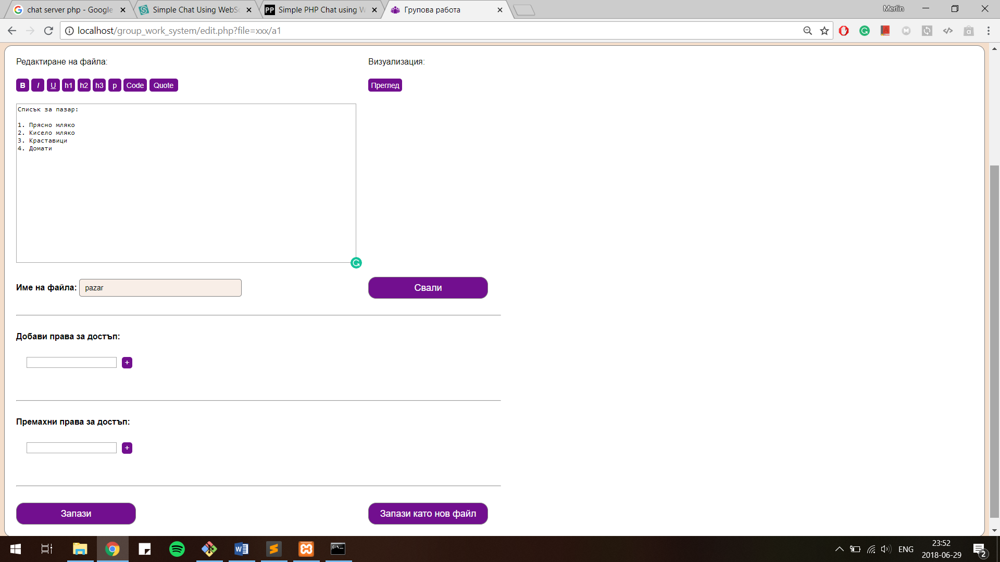 chat server php - Google
Simple Chat Using WebSo
Simple PHP Chat using W
Групова работа
Merlin
localhost/group_work_system/edit.php?file=xxx/a1
Редактиране на файла:
Визуализация:
B I U h1 h2 h3 p Code Quote
Преглед
Списък за пазар:
1. Прясно мляко
2. Кисело мляко
3. Краставици
4. Домати
Име на файла: pazar
Свали
Добави права за достъп:
+
Премахни права за достъп:
+
Запази
Запази като нов файл
ENG
23:52
2018-06-29
2